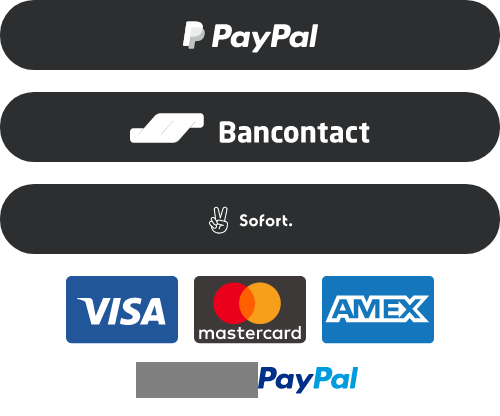 PayPal
Bancontact
Sofort.
VISA mastercard AMEX
PayPal